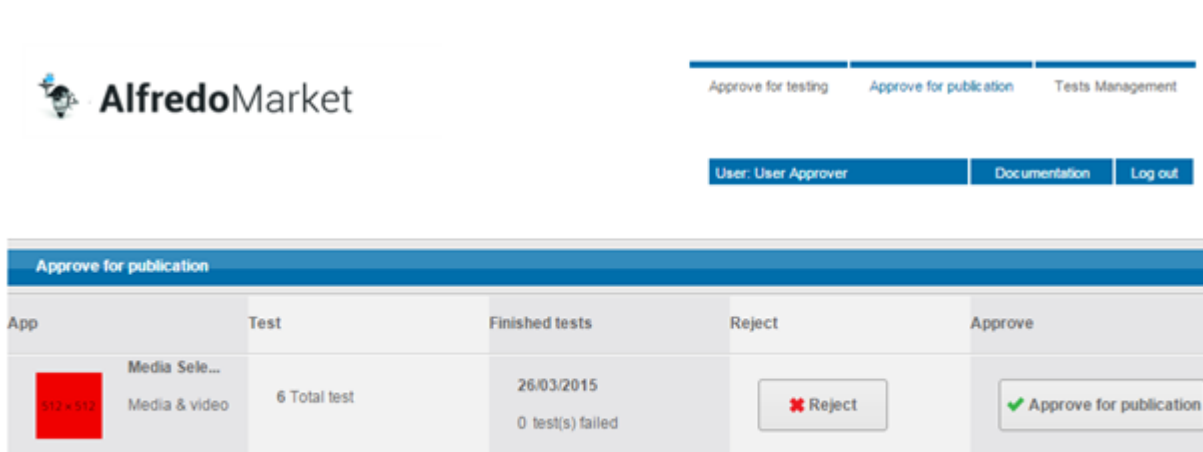 AlfredoMarket
Approve for testing Approve for publication Tests Management
User: User Approver Documentation Log out
Approve for publication
App Test Finished tests Reject Approve
Media Sele...
512 × 512 Media & video
6 Total test
26/03/2015
0 test(s) failed
Reject
Approve for publication